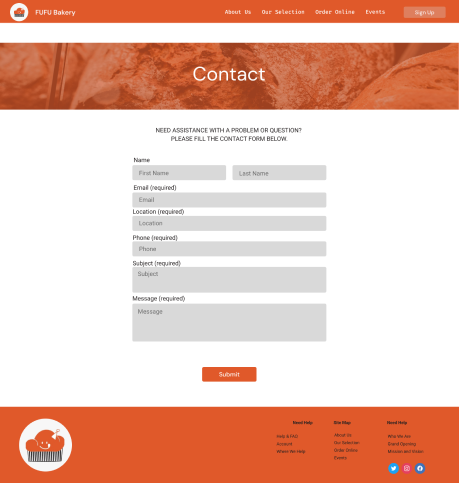 FUFU Bakery
About Us Our Selection Order Online Events Sign Up
Contact
NEED ASSISTANCE WITH A PROBLEM OR QUESTION?
PLEASE FILL THE CONTACT FORM BELOW.
Name
First Name Last Name
Email (required)
Email
Location (required)
Location
Phone (required)
Phone
Subject (required)
Subject
Message (required)
Message
Submit
Need Help
Help & FAQ
Account
Where We Help
Site Map
About Us
Our Selection
Order Online
Events
Need Help
Who We Are
Grand Opening
Mission and Vision